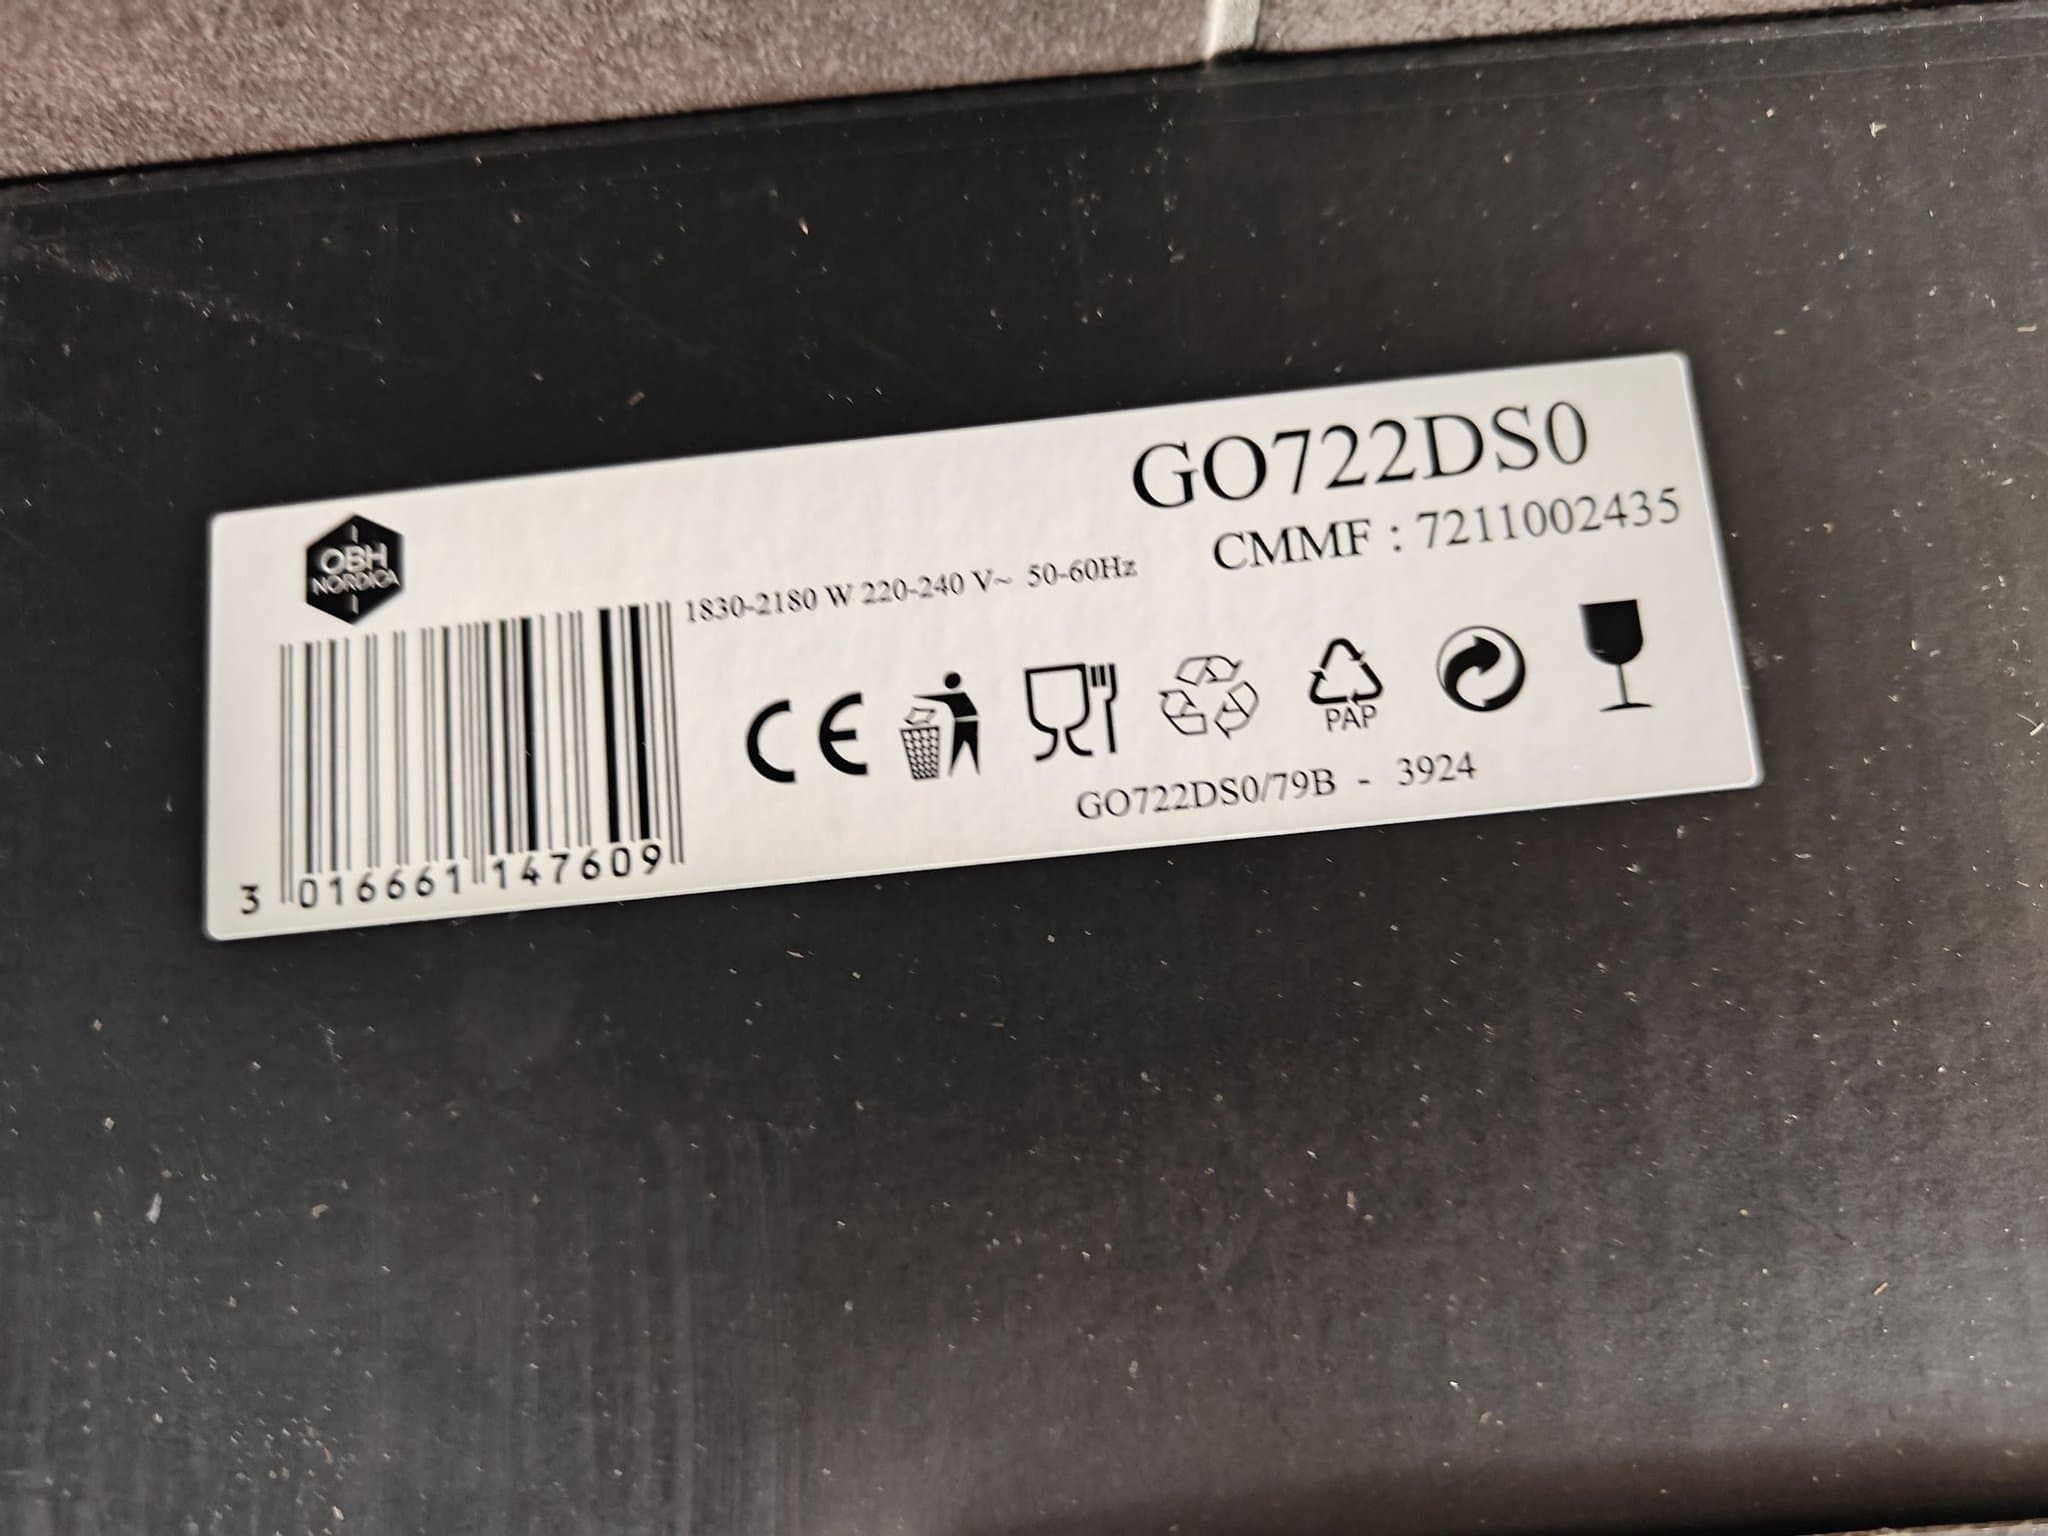 GO722DS0
CMMF : 7211002435
OBH
NORDICA
1830-2180 W 220-240 V~ 50-60Hz
CE
PAP
GO722DS0/79B - 3924
3 016661 147609